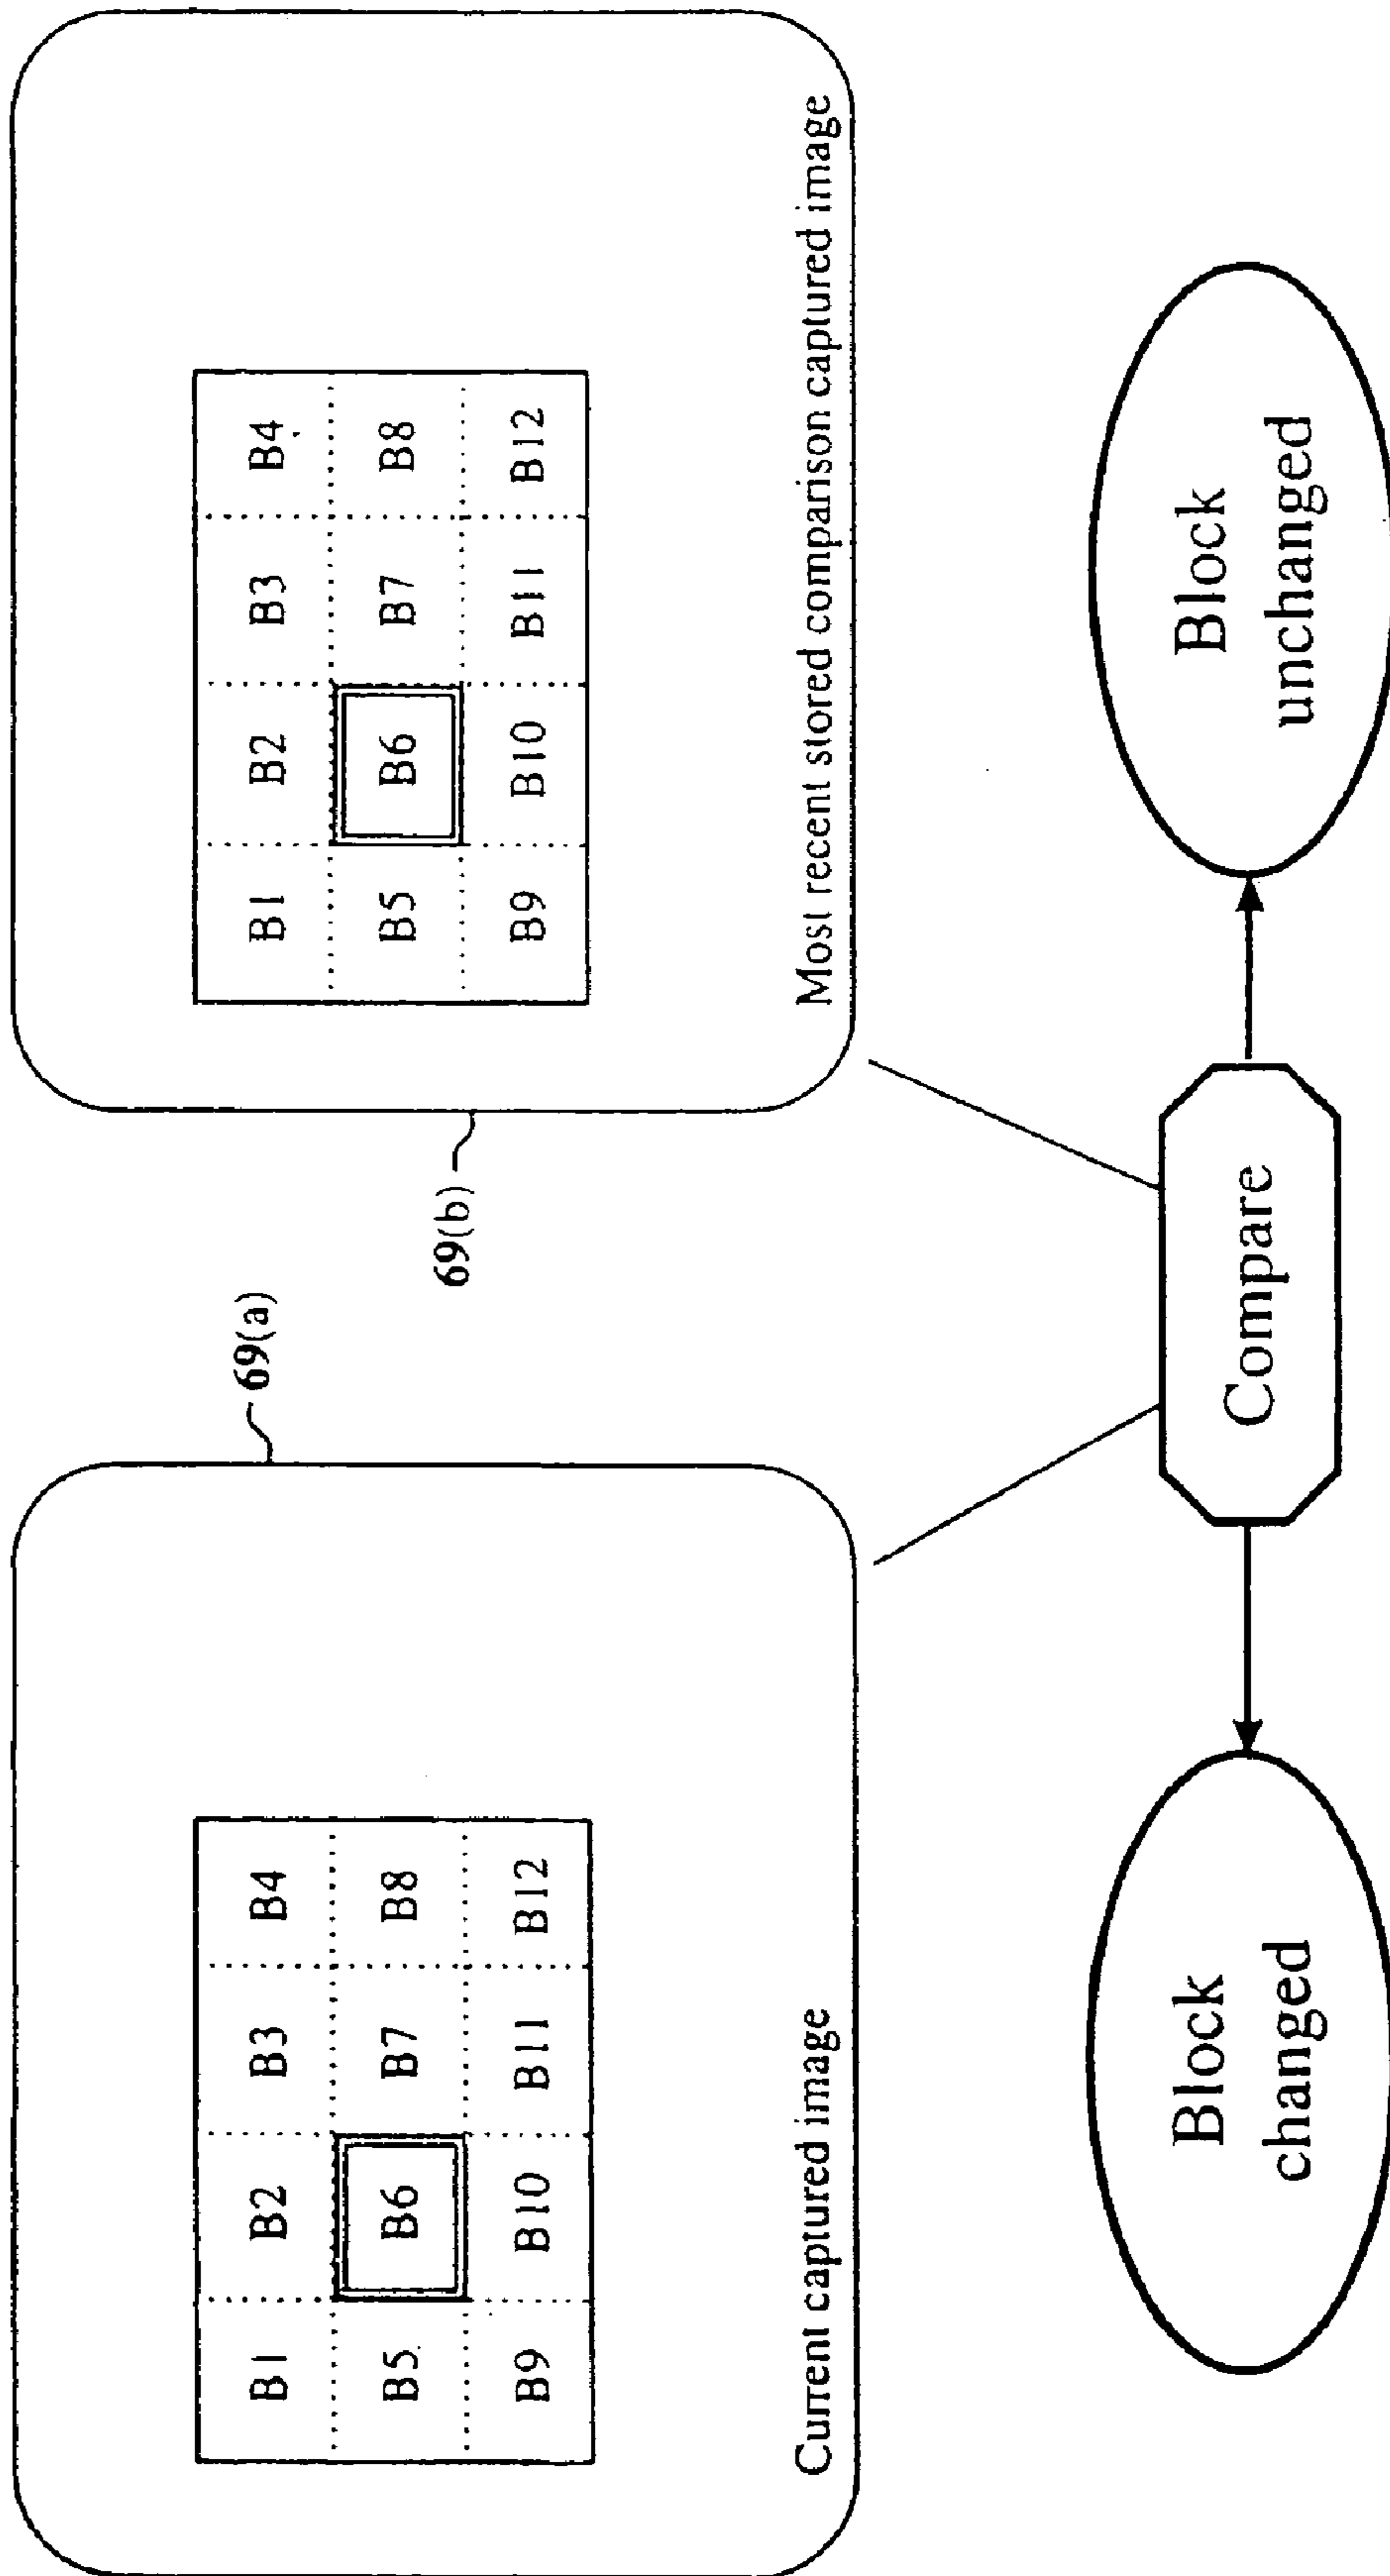 69(a)
B1 B2 B3 B4
B5 B6 B7 B8
B9 B10 B11 B12
Current captured image
69(b)
B1 B2 B3 B4
B5 B6 B7 B8
B9 B10 B11 B12
Most recent stored comparison captured image
Block
changed
Compare
Block
unchanged